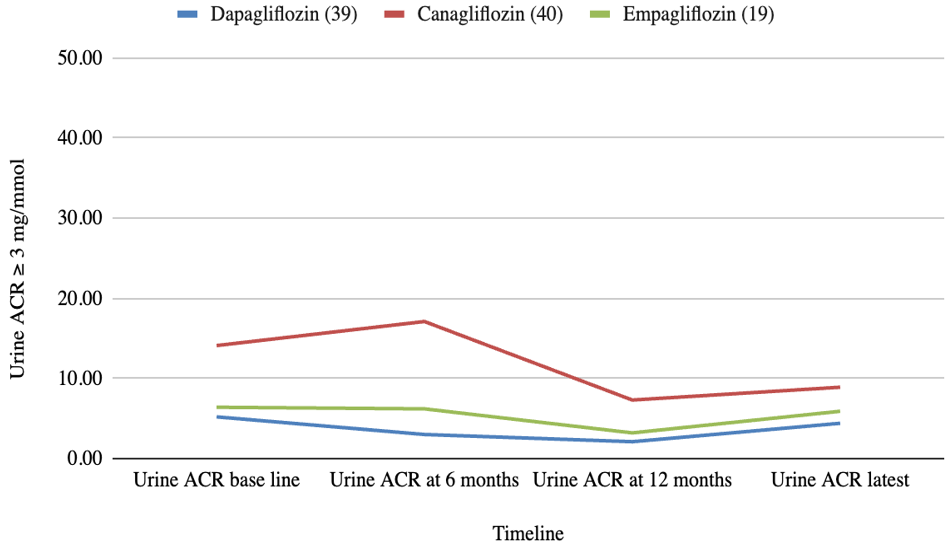 Dapagliflozin (39) Canagliflozin (40) Empagliflozin (19)
50.00
40.00
30.00
20.00
10.00
0.00
Urine ACR ≥ 3 mg/mmol
Urine ACR base line Urine ACR at 6 months Urine ACR at 12 months Urine ACR latest
Timeline